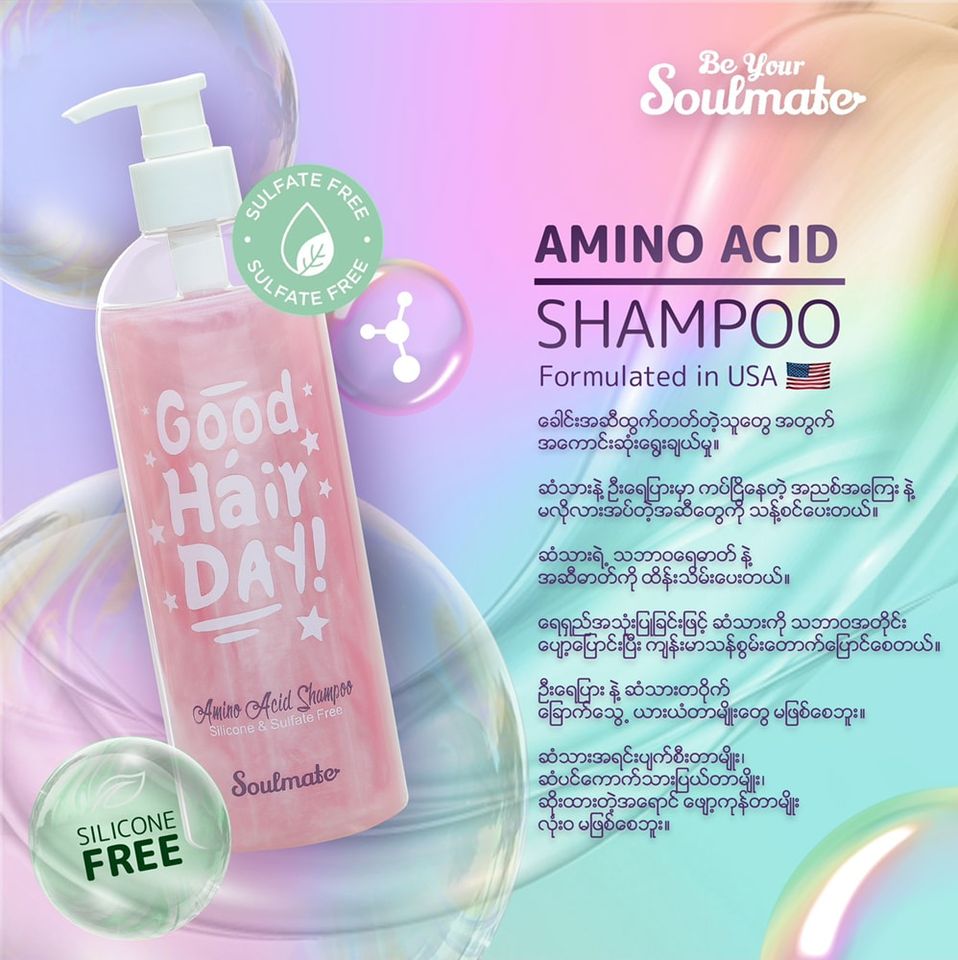 Be Your
Soulmate
SULFATE FREE
SULFATE FREE
AMINO ACID
SHAMPOO
Formulated in USA
ခေါင်းအဆီထွက်တတ်တဲ့သူတွေ အတွက်
အကောင်းဆုံးရွေးချယ်မှု။
ဆံသားနဲ့ ဦးရေပြားမှာ ကပ်ငြိနေတဲ့ အညစ်အကြေး နဲ့
မလိုလားအပ်တဲ့အဆီတွေကို သန့်စင်ပေးတယ်။
ဆံသားရဲ့ သဘာဝရေဓာတ် နဲ့
အဆီဓာတ်ကို ထိန်းသိမ်းပေးတယ်။
ရေရှည်အသုံးပြုခြင်းဖြင့် ဆံသားကို သဘာဝအတိုင်း
ပျော့ပြောင်းပြီး ကျန်းမာသန်စွမ်းတောက်ပြောင်စေတယ်။
ဦးရေပြား နဲ့ ဆံသားတဝိုက်
ခြောက်သွေ့ ယားယံတာမျိုးတွေ မဖြစ်စေဘူး။
ဆံသားအရင်းပျက်စီးတာမျိုး၊
ဆံပင်ကောက်သားပြယ်တာမျိုး၊
ဆိုးထားတဲ့အရောင် ဖျော့ကုန်တာမျိုး
လုံးဝ မဖြစ်စေဘူး။
Good
Hair
DAY!
Amino Acid Shampoo
Silicone & Sulfate Free
Soulmate
SILICONE
FREE